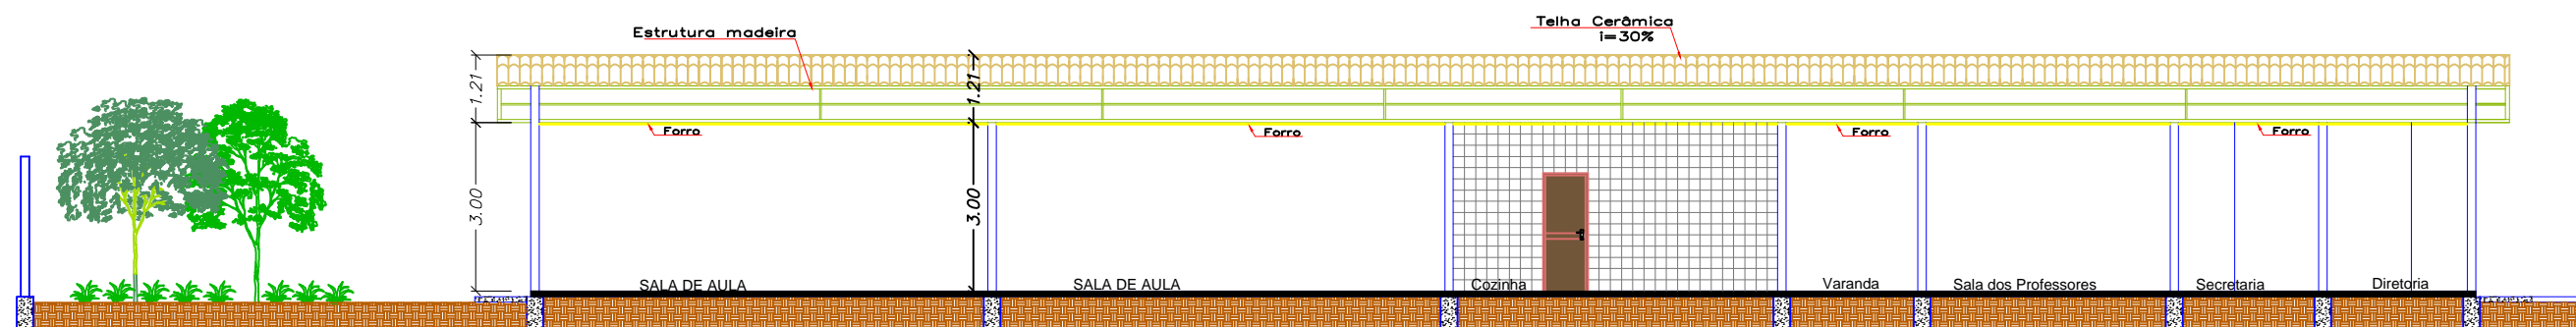 Telha Cerâmica
i=30%
Estrutura madeira
1.21
1.21
Forro
Forro
Forro
Forro
3.00
3.00
SALA DE AULA
SALA DE AULA
Cozinha
Varanda
Sala dos Professores
Secretaria
Diretoria